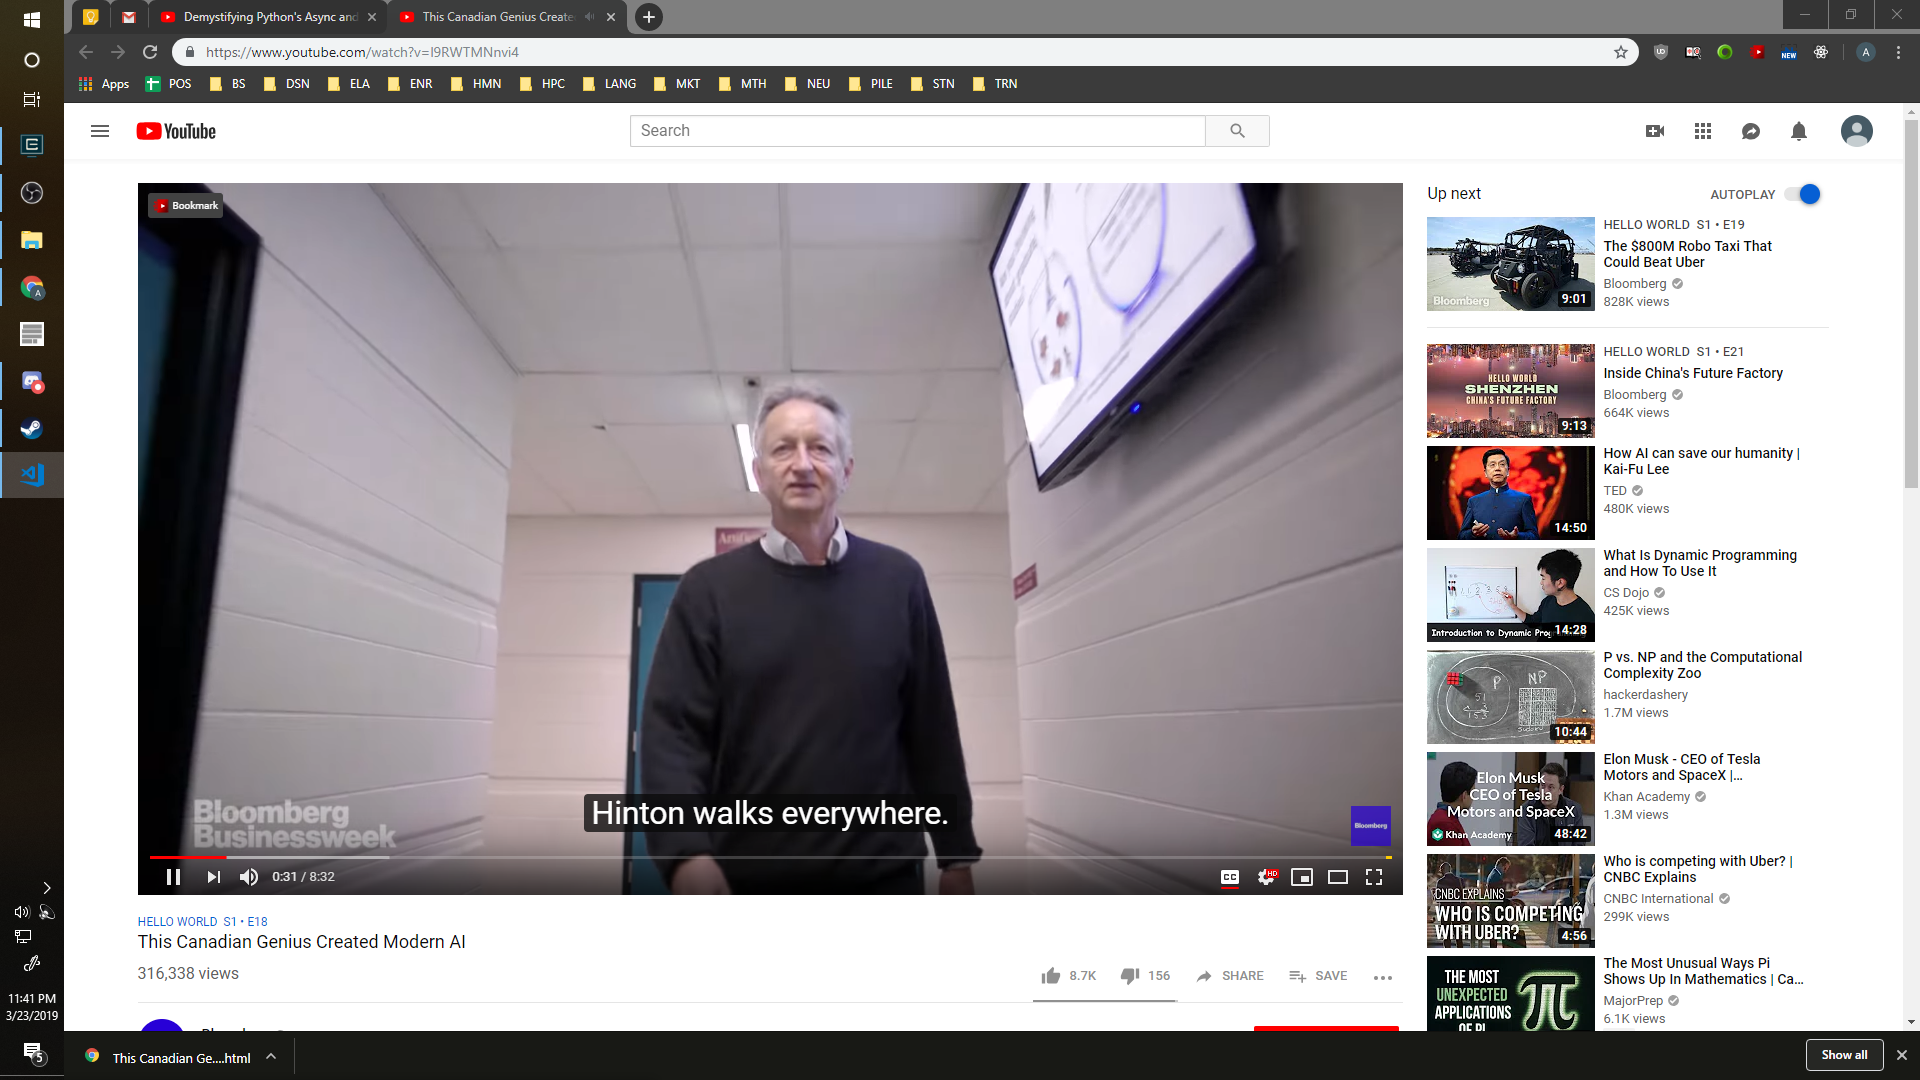 Demystifying Python's Async and
This Canadian Genius Create
https://www.youtube.com/watch?v=I9RWTMNnvi4
A
Apps
POS
BS
DSN
ELA
ENR
HMN
HPC
LANG
MKT
MTH
NEU
PILE
STN
TRN
NEW
YouTube
Search
Bookmark
Hinton walks everywhere.
Bloomberg
Businessweek
Bloomberg
0:31 / 8:32
CC
HD
HELLO WORLD S1 • E18
This Canadian Genius Created Modern AI
316,338 views
8.7K
156
SHARE
SAVE
Up next
AUTOPLAY
Bloomberg
9:01
HELLO WORLD S1 • E19
The $800M Robo Taxi That
Could Beat Uber
Bloomberg
828K views
HELLO WORLD
SHENZHEN
CHINA'S FUTURE FACTORY
9:13
HELLO WORLD S1 • E21
Inside China's Future Factory
Bloomberg
664K views
14:50
How AI can save our humanity |
Kai-Fu Lee
TED
480K views
Introduction to Dynamic Prog
14:28
What Is Dynamic Programming
and How To Use It
CS Dojo
425K views
P
NP
10:44
P vs. NP and the Computational
Complexity Zoo
hackerdashery
1.7M views
Elon Musk
CEO of Tesla
Motors and SpaceX
Khan Academy
48:42
Elon Musk - CEO of Tesla
Motors and SpaceX |...
Khan Academy
1.3M views
CNBC EXPLAINS
WHO IS COMPETING
WITH UBER?
4:56
Who is competing with Uber? |
CNBC Explains
CNBC International
299K views
THE MOST
UNEXPECTED
APPLICATIONS
OF PI
The Most Unusual Ways Pi
Shows Up In Mathematics | Ca...
MajorPrep
6.1K views
11:41 PM
3/23/2019
5
This Canadian Ge....html
Show all